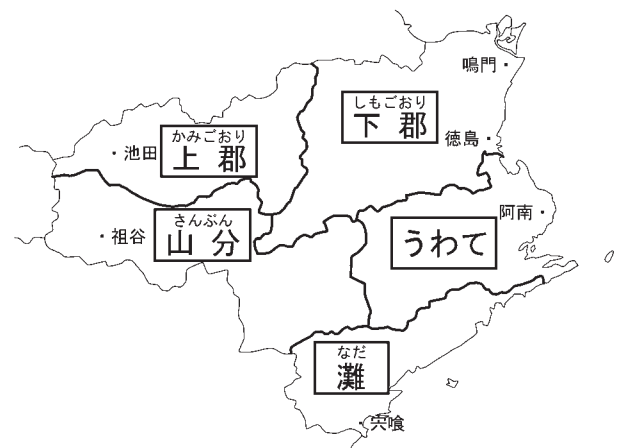 鳴門
しもごおり
下郡
徳島
かみごおり
上郡
池田
さんぶん
山分
祖谷
阿南
うわて
なだ
灘
宍喰